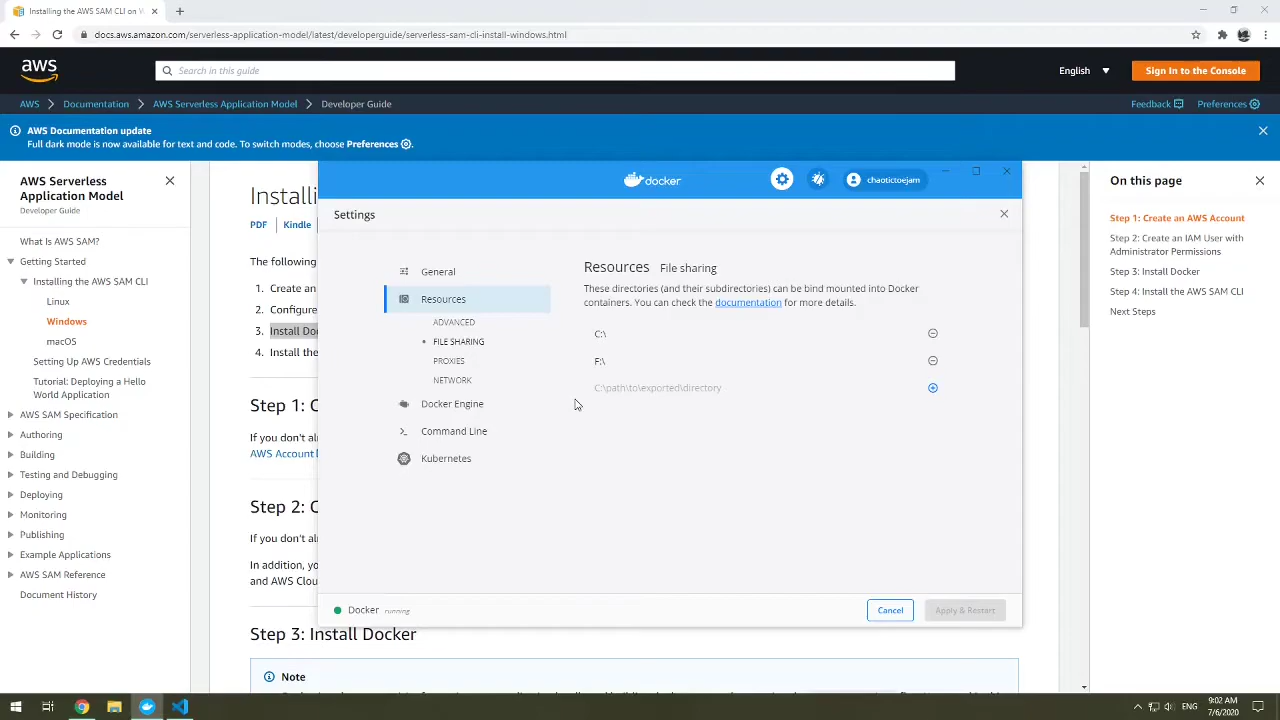 Installing the AWS SAM CLI on W
docs.aws.amazon.com/serverless-application-model/latest/developerguide/serverless-sam-cli-install-windows.html
aws
Search in this guide
English
Sign In to the Console
AWS
Documentation
AWS Serverless Application Model
Developer Guide
Feedback
Preferences
AWS Documentation update
Full dark mode is now available for text and code. To switch modes, choose Preferences
AWS Serverless
Application Model
Developer Guide
What Is AWS SAM?
Getting Started
Installing the AWS SAM CLI
Linux
Windows
macOS
Setting Up AWS Credentials
Tutorial: Deploying a Hello
World Application
AWS SAM Specification
Authoring
Building
Testing and Debugging
Deploying
Monitoring
Publishing
Example Applications
AWS SAM Reference
Document History
Installing
PDF
Kindle
The following
1. Create an
2. Configure
3. Install Do
4. Install the
Step 1: C
If you don't al
AWS Account
Step 2: C
If you don't al
In addition, yo
and AWS Clou
Step 3: Install Docker
Note
docker
chaotictoejam
Settings
General
Resources
ADVANCED
FILE SHARING
PROXIES
NETWORK
Docker Engine
Command Line
Kubernetes
Resources File sharing
These directories (and their subdirectories) can be bind mounted into Docker
containers. You can check the documentation for more details.
C:\
F:\
C:\path\to\exported\directory
Docker running
Cancel
Apply & Restart
On this page
Step 1: Create an AWS Account
Step 2: Create an IAM User with
Administrator Permissions
Step 3: Install Docker
Step 4: Install the AWS SAM CLI
Next Steps
ENG
9:02 AM
7/6/2020